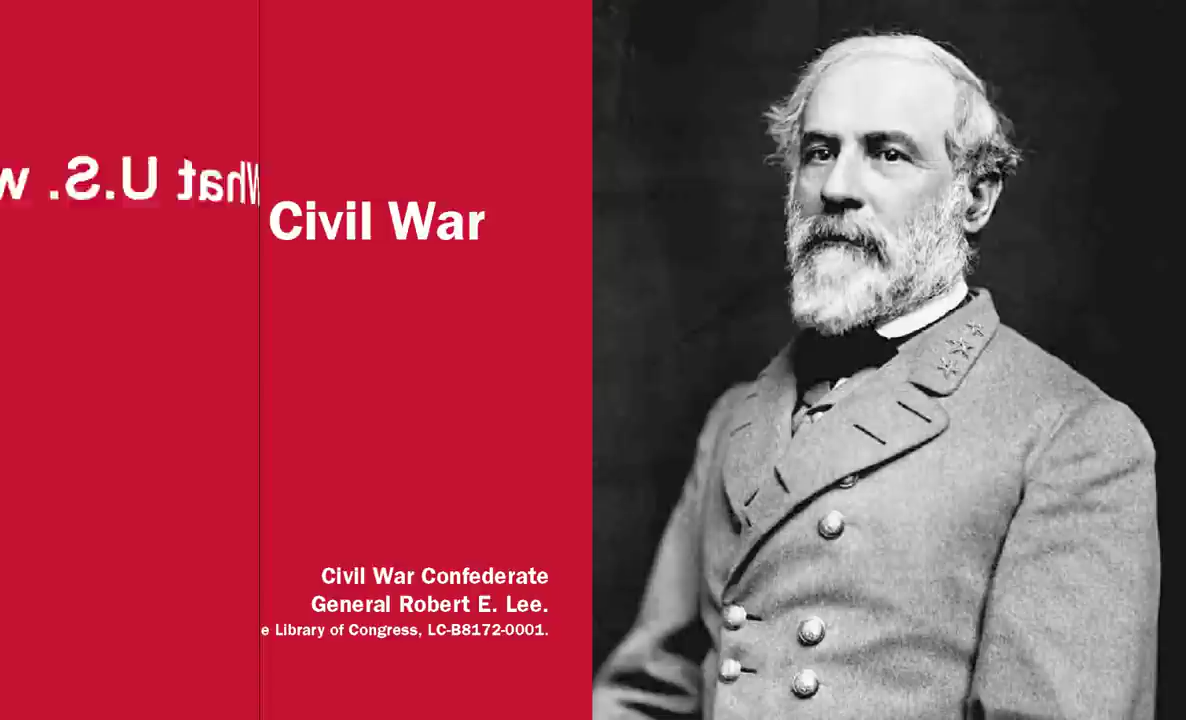 What U.S. w
Civil War
Civil War Confederate
General Robert E. Lee.
e Library of Congress, LC-B8172-0001.